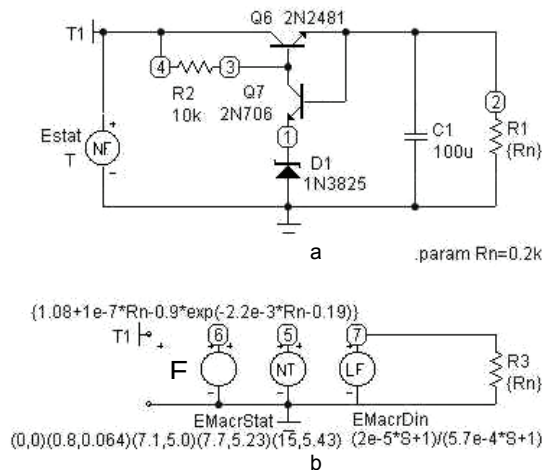 Q6 2N2481
T1
4
3
R2
10k
Q7
2N706
2
Estat
T
NF
1
D1
1N3825
C1
100u
R1
{Rn}
a
.param Rn=0.2k
{1.08+1e-7*Rn-0.9*exp(-2.2e-3*Rn-0.19)}
T1
6
5
7
F
NT
LF
R3
{Rn}
EMacrStat
EMacrDin
(0,0)(0.8,0.064)(7.1,5.0)(7.7,5.23)(15,5.43) (2e-5*S+1)/(5.7e-4*S+1)
b